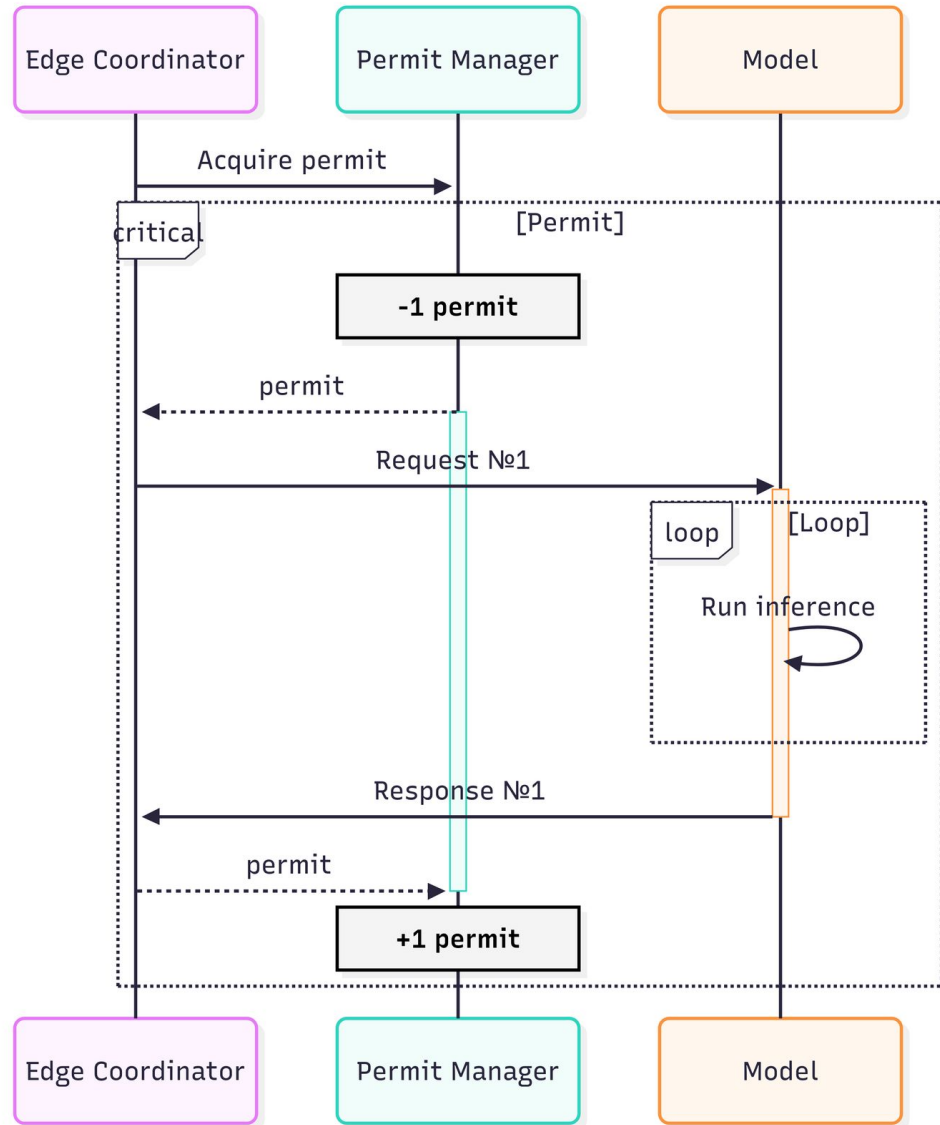 Edge Coordinator
Permit Manager
Model
Acquire permit
critical
[Permit]
-1 permit
permit
Request №1
loop
[Loop]
Run inference
Response №1
permit
+1 permit
Edge Coordinator
Permit Manager
Model